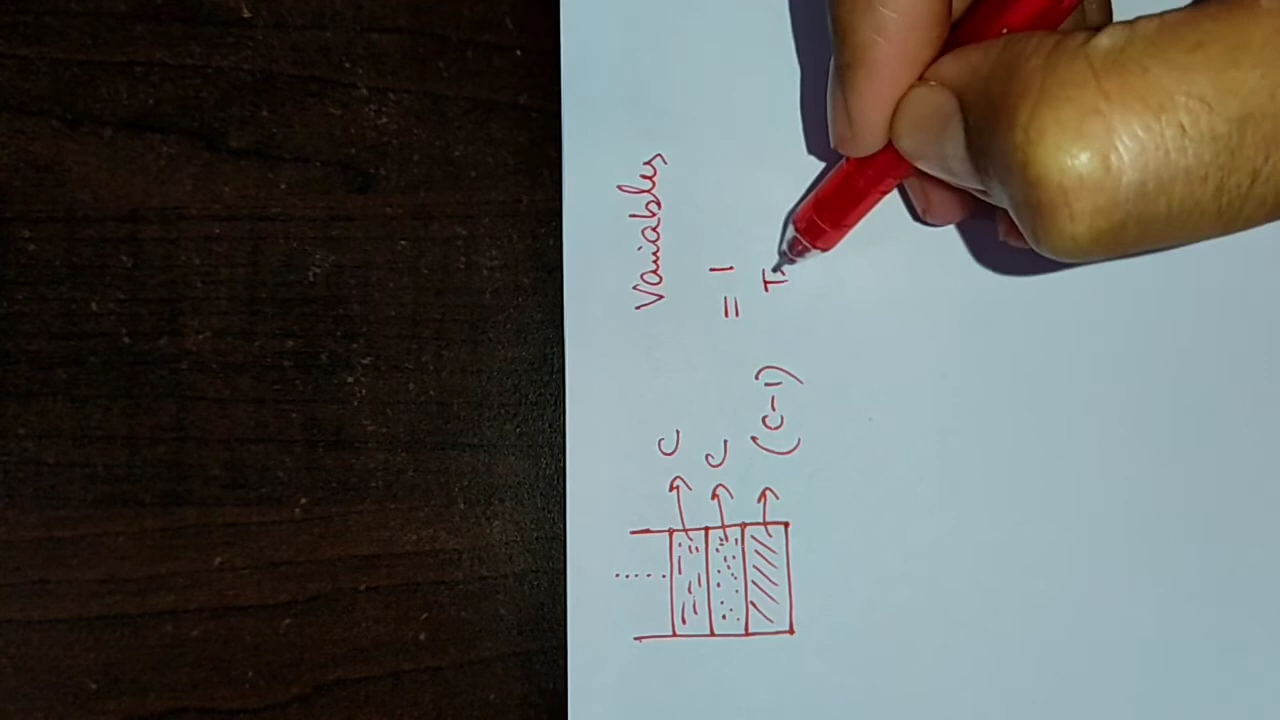 Variables
C
C = 1
(C-1) T